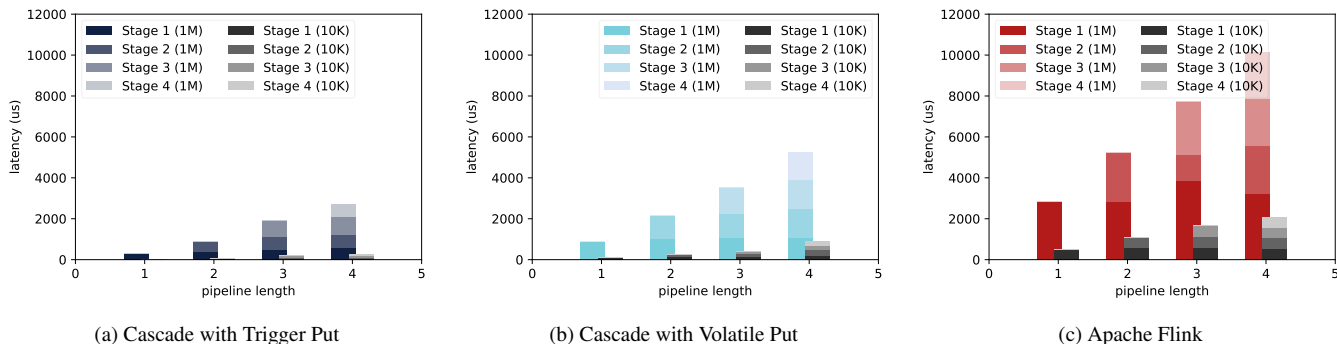 12000
10000
8000
6000
4000
2000
0
latency (us)
Stage 1 (1M)
Stage 2 (1M)
Stage 3 (1M)
Stage 4 (1M)
Stage 1 (10K)
Stage 2 (10K)
Stage 3 (10K)
Stage 4 (10K)
0 1 2 3 4 5
pipeline length
(a) Cascade with Trigger Put
12000
10000
8000
6000
4000
2000
0
latency (us)
Stage 1 (1M)
Stage 2 (1M)
Stage 3 (1M)
Stage 4 (1M)
Stage 1 (10K)
Stage 2 (10K)
Stage 3 (10K)
Stage 4 (10K)
0 1 2 3 4 5
pipeline length
(b) Cascade with Volatile Put
12000
10000
8000
6000
4000
2000
0
latency (us)
Stage 1 (1M)
Stage 2 (1M)
Stage 3 (1M)
Stage 4 (1M)
Stage 1 (10K)
Stage 2 (10K)
Stage 3 (10K)
Stage 4 (10K)
0 1 2 3 4 5
pipeline length
(c) Apache Flink